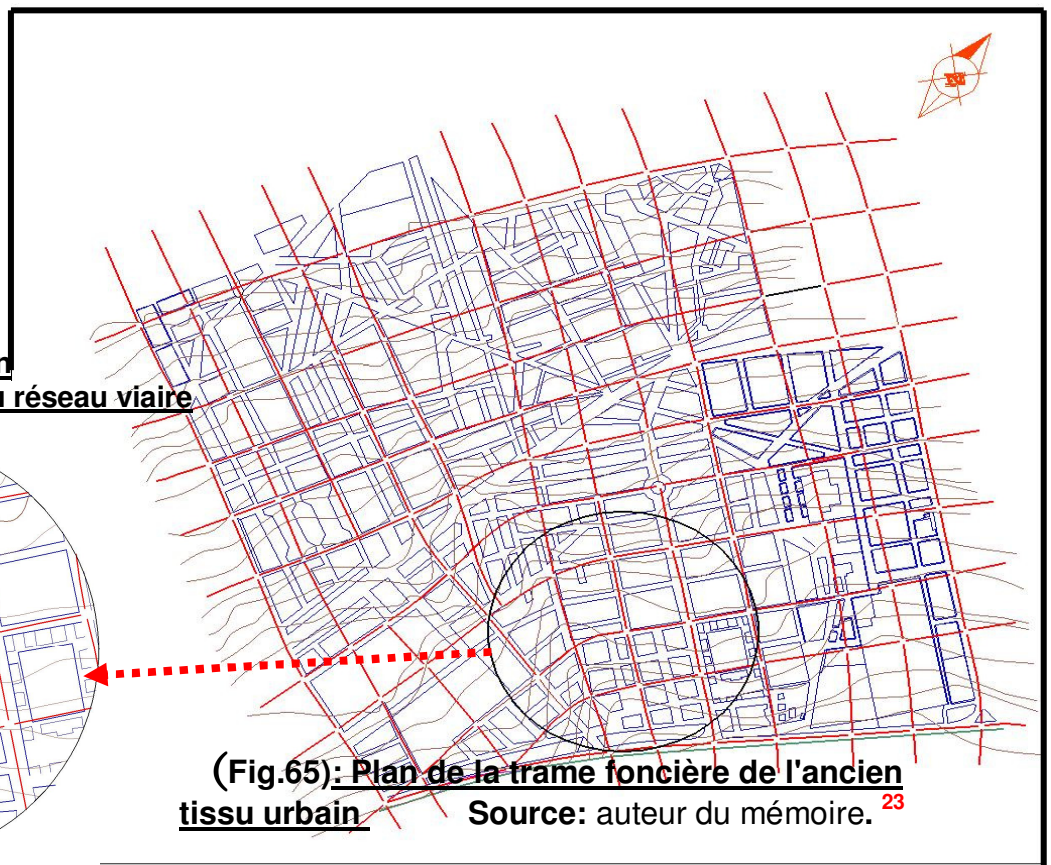 u réseau viaire
(Fig.65): Plan de la trame foncière de l'ancien
tissu urbain Source: auteur du mémoire. 23